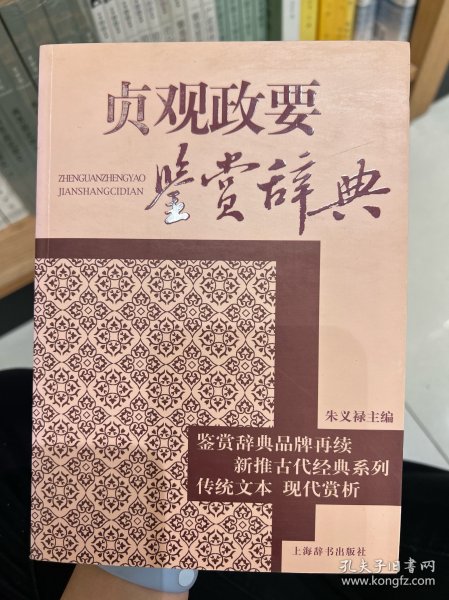 贞观政要
ZHENGUANZHENGYAO
JIANSHANGCIDIAN
鉴赏辞典
朱义禄主编
鉴赏辞典品牌再续
新推古代经典系列
传统文本 现代赏析
上海辞书出版社
孔夫子旧书网
www.kongfz.com